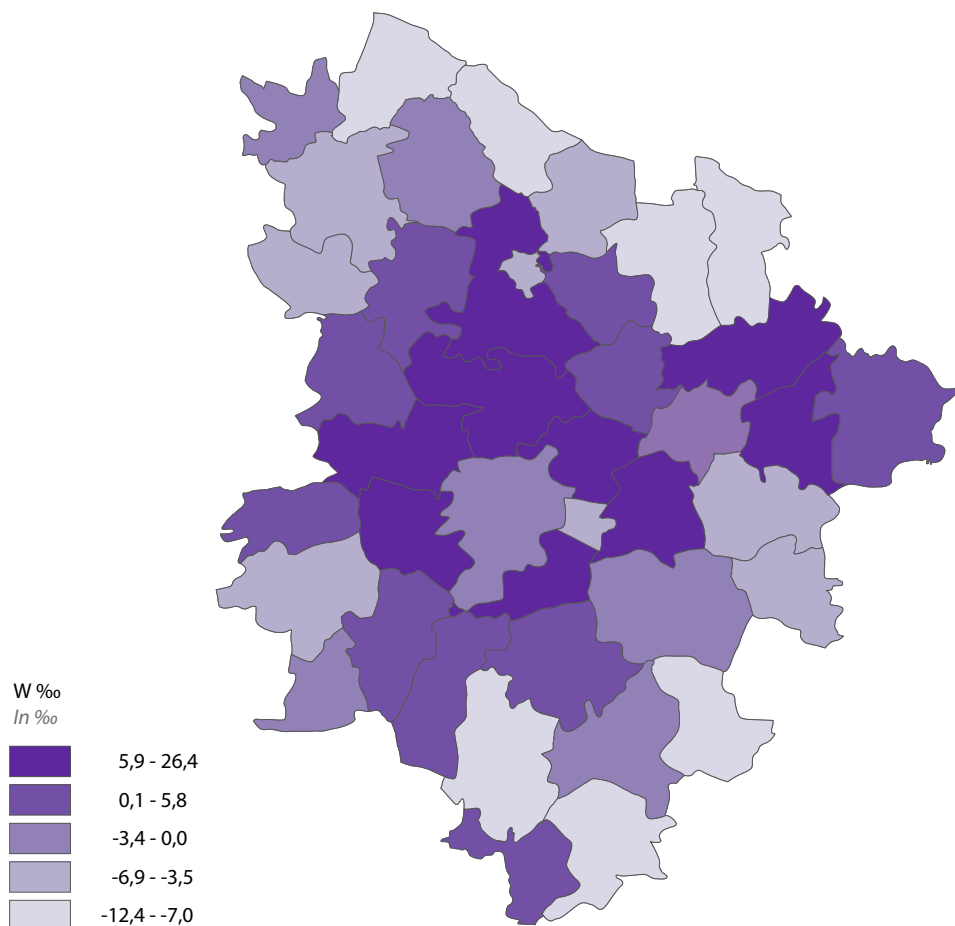 W ‰
In ‰
5,9 - 26,4
0,1 - 5,8
-3,4 - 0,0
-6,9 - -3,5
-12,4 - -7,0